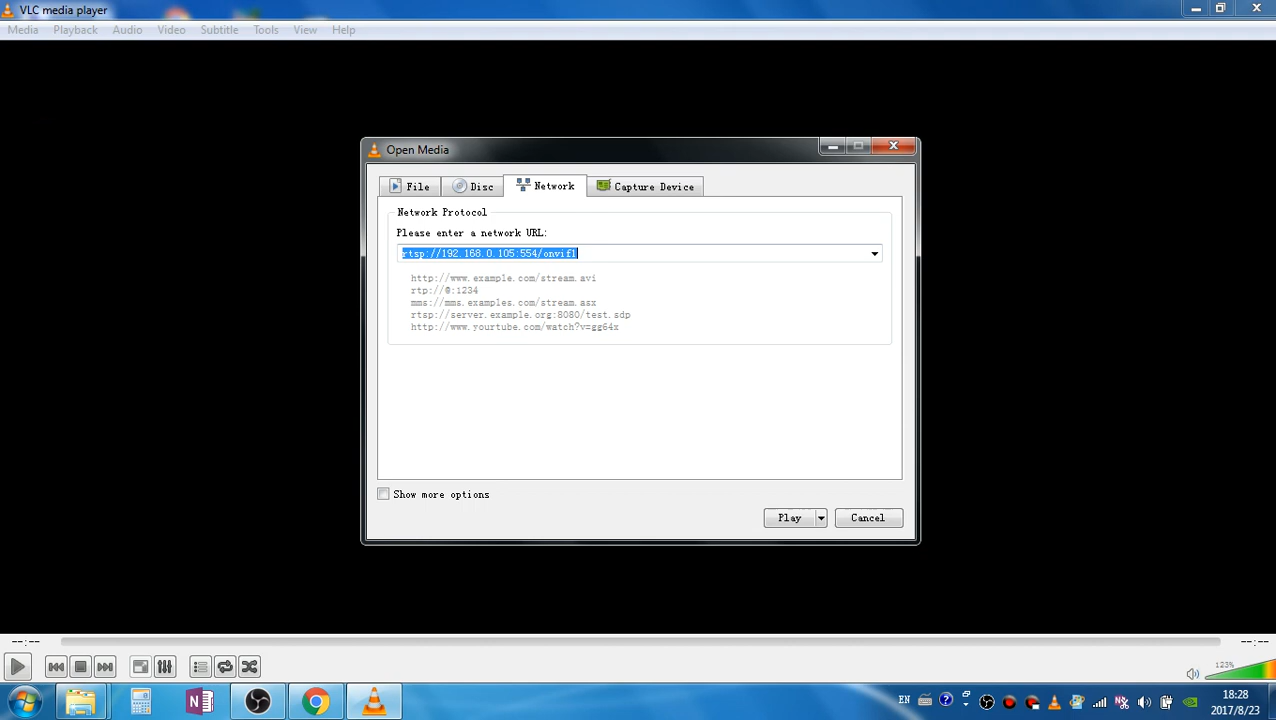 VLC media player
Media Playback Audio Video Subtitle Tools View Help
Open Media
File Disc Network Capture Device
Network Protocol
Please enter a network URL:
rtsp://192.168.0.105:554/onvif1
http://www.example.com/stream.avi
rtp://@:1234
mms://mms.examples.com/stream.asx
rtsp://server.example.org:8080/test.sdp
http://www.yourtube.com/watch?v=gg64x
Show more options
Play Cancel
--:-- --:--
123%
EN 18:28
2017/8/23